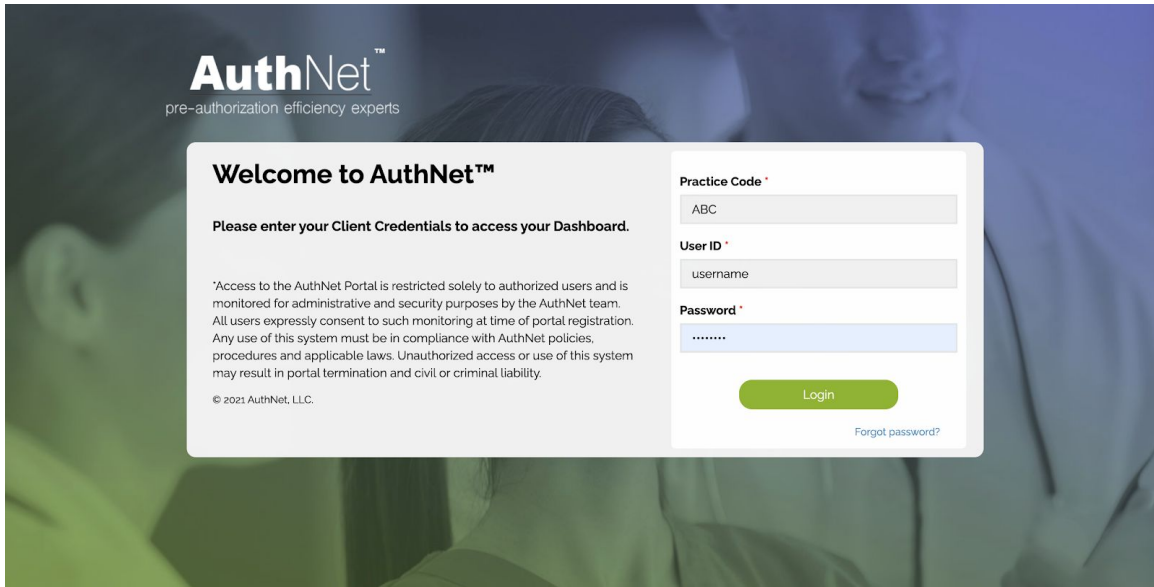 AuthNet™
pre-authorization efficiency experts
Welcome to AuthNet™
Please enter your Client Credentials to access your Dashboard.
*Access to the AuthNet Portal is restricted solely to authorized users and is
monitored for administrative and security purposes by the AuthNet team.
All users expressly consent to such monitoring at time of portal registration.
Any use of this system must be in compliance with AuthNet policies,
procedures and applicable laws. Unauthorized access or use of this system
may result in portal termination and civil or criminal liability.
© 2021 AuthNet, LLC.
Practice Code *
ABC
User ID *
username
Password *
••••••••
Login
Forgot password?